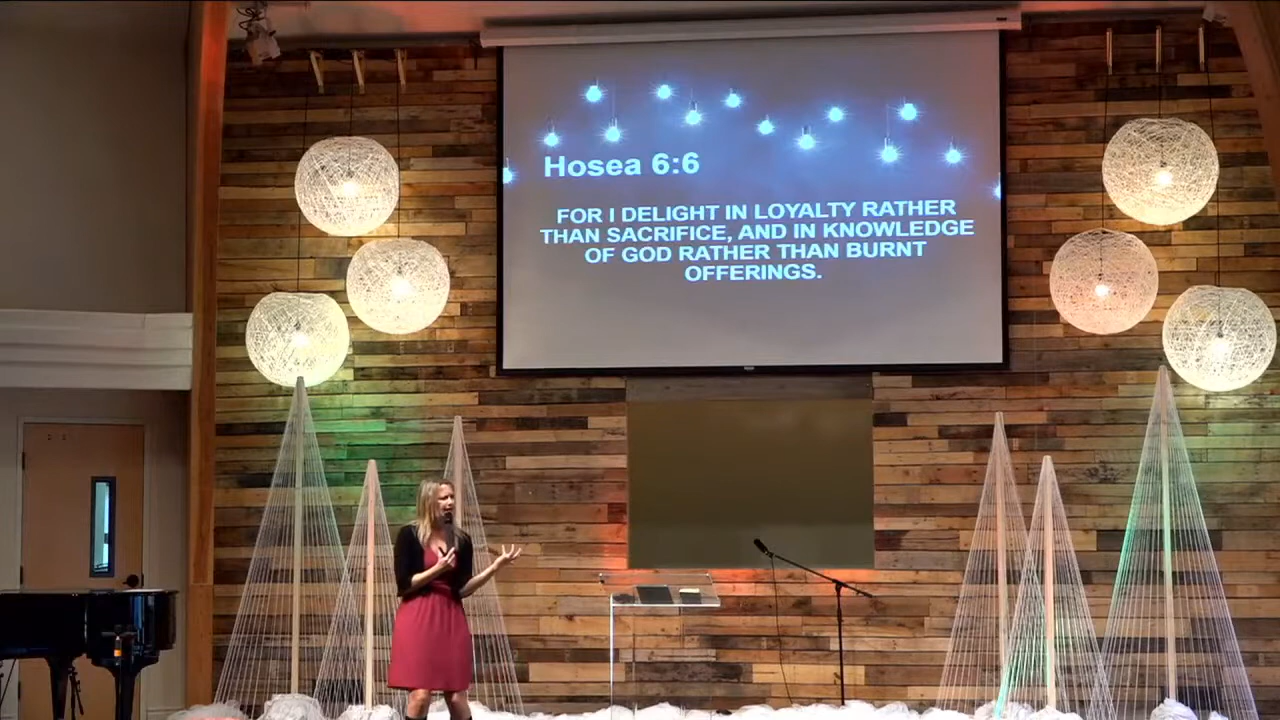 Hosea 6:6
FOR I DELIGHT IN LOYALTY RATHER
THAN SACRIFICE, AND IN KNOWLEDGE
OF GOD RATHER THAN BURNT
OFFERINGS.